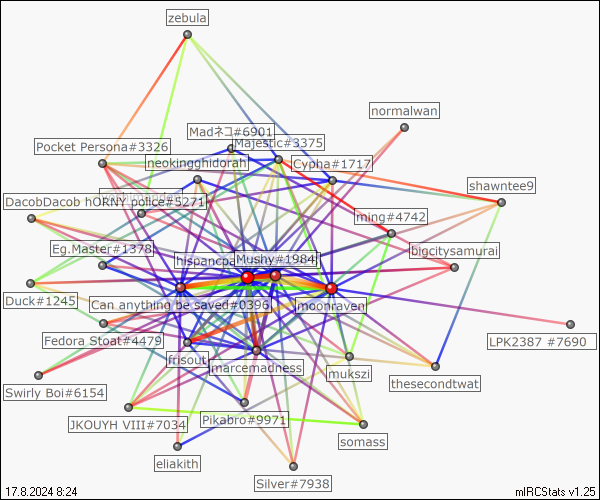 zebula
normalwan
Madネコ#6901
Majestic#3375
Pocket Persona#3326
neokingghidorah
Cypha#1717
shawntee9
DacobDacob hORNY police#5271
ming#4742
Eg.Master#1378
bigcitysamurai
hispancpa
Mushy#1984
Duck#1245
Can anything be saved#0396
moonraven
Fedora Stoat#4479
LPK2387 #7690
frisout
marcemadness
mukszi
thesecondtwat
Swirly Boi#6154
JKOUYH VIII#7034
Pikabro#9971
somass
eliakith
Silver#7938
17.8.2024 8:24
mIRCStats v1.25